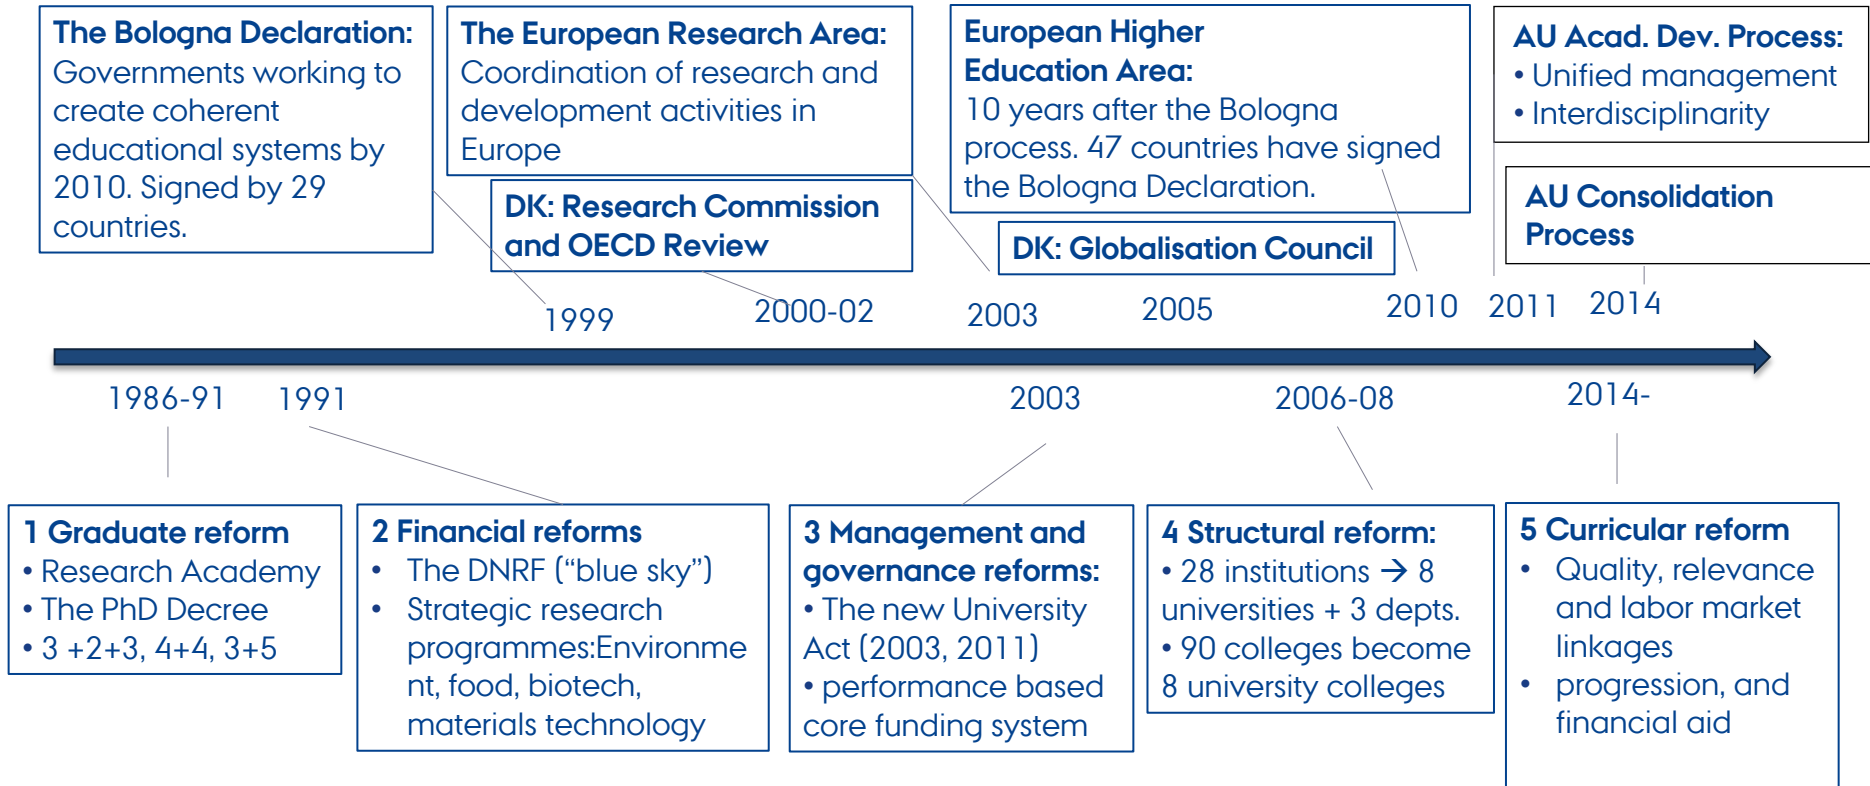 The Bologna Declaration:
Governments working to
create coherent
educational systems by
2010. Signed by 29
countries.
The European Research Area:
Coordination of research and
development activities in
Europe
DK: Research Commission
and OECD Review
European Higher
Education Area:
10 years after the Bologna
process. 47 countries have signed
the Bologna Declaration.
DK: Globalisation Council
AU Acad. Dev. Process:
• Unified management
• Interdisciplinarity
AU Consolidation
Process
1999
2000-02
2003
2005
2010
2011
2014
1986-91
1991
2003
2006-08
2014-
1 Graduate reform
• Research Academy
• The PhD Decree
• 3 +2+3, 4+4, 3+5
2 Financial reforms
• The DNRF (“blue sky”)
• Strategic research
programmes:Environme
nt, food, biotech,
materials technology
3 Management and
governance reforms:
• The new University
Act (2003, 2011)
• performance based
core funding system
4 Structural reform:
• 28 institutions → 8
universities + 3 depts.
• 90 colleges become
8 university colleges
5 Curricular reform
• Quality, relevance
and labor market
linkages
• progression, and
financial aid